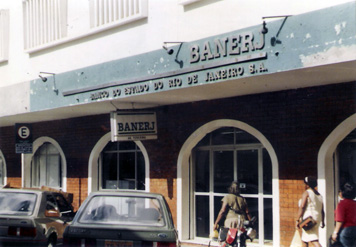 BANERJ
BANCO DO ESTADO DO RIO DE JANEIRO S.A.
BANERJ
E